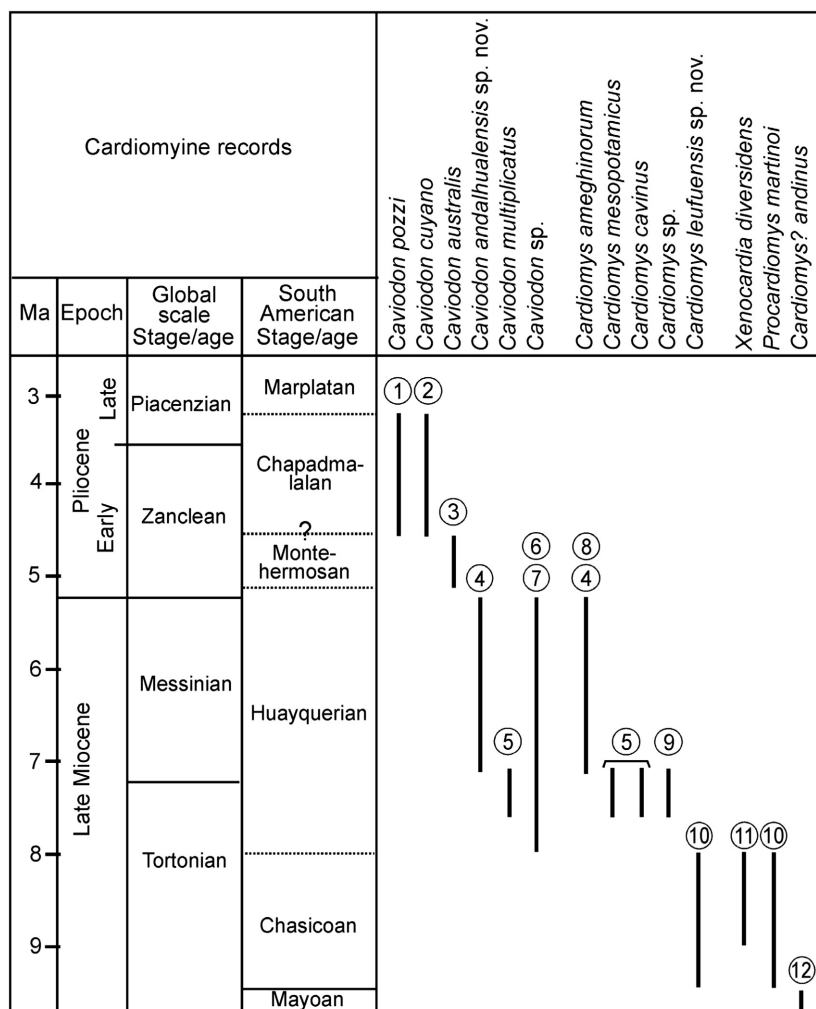 Cardiomyine records
Caviodon pozzi
Caviodon cuyano
Caviodon australis
Caviodon andalhualensis sp. nov.
Caviodon multiplicatus
Caviodon sp.
Cardiomys ameghinorum
Cardiomys mesopotamicus
Cardiomys cavinus
Cardiomys sp.
Cardiomys leufuensis sp. nov.
Xenocardia diversidens
Procardiomys martinoi
Cardiomys? andinus
Ma
Epoch
Global
scale
Stage/age
South
American
Stage/age
3
4
5
6
7
8
9
Pliocene
Late
Early
Late Miocene
Piacenzian
Zanclean
Messinian
Tortonian
Marplatan
Chapadma-
lalan
?
Monte-
hermosan
Huayquerian
Chasicoan
Mayoan
1
2
3
4
5
6
7
8
4
5
9
10
11
10
12